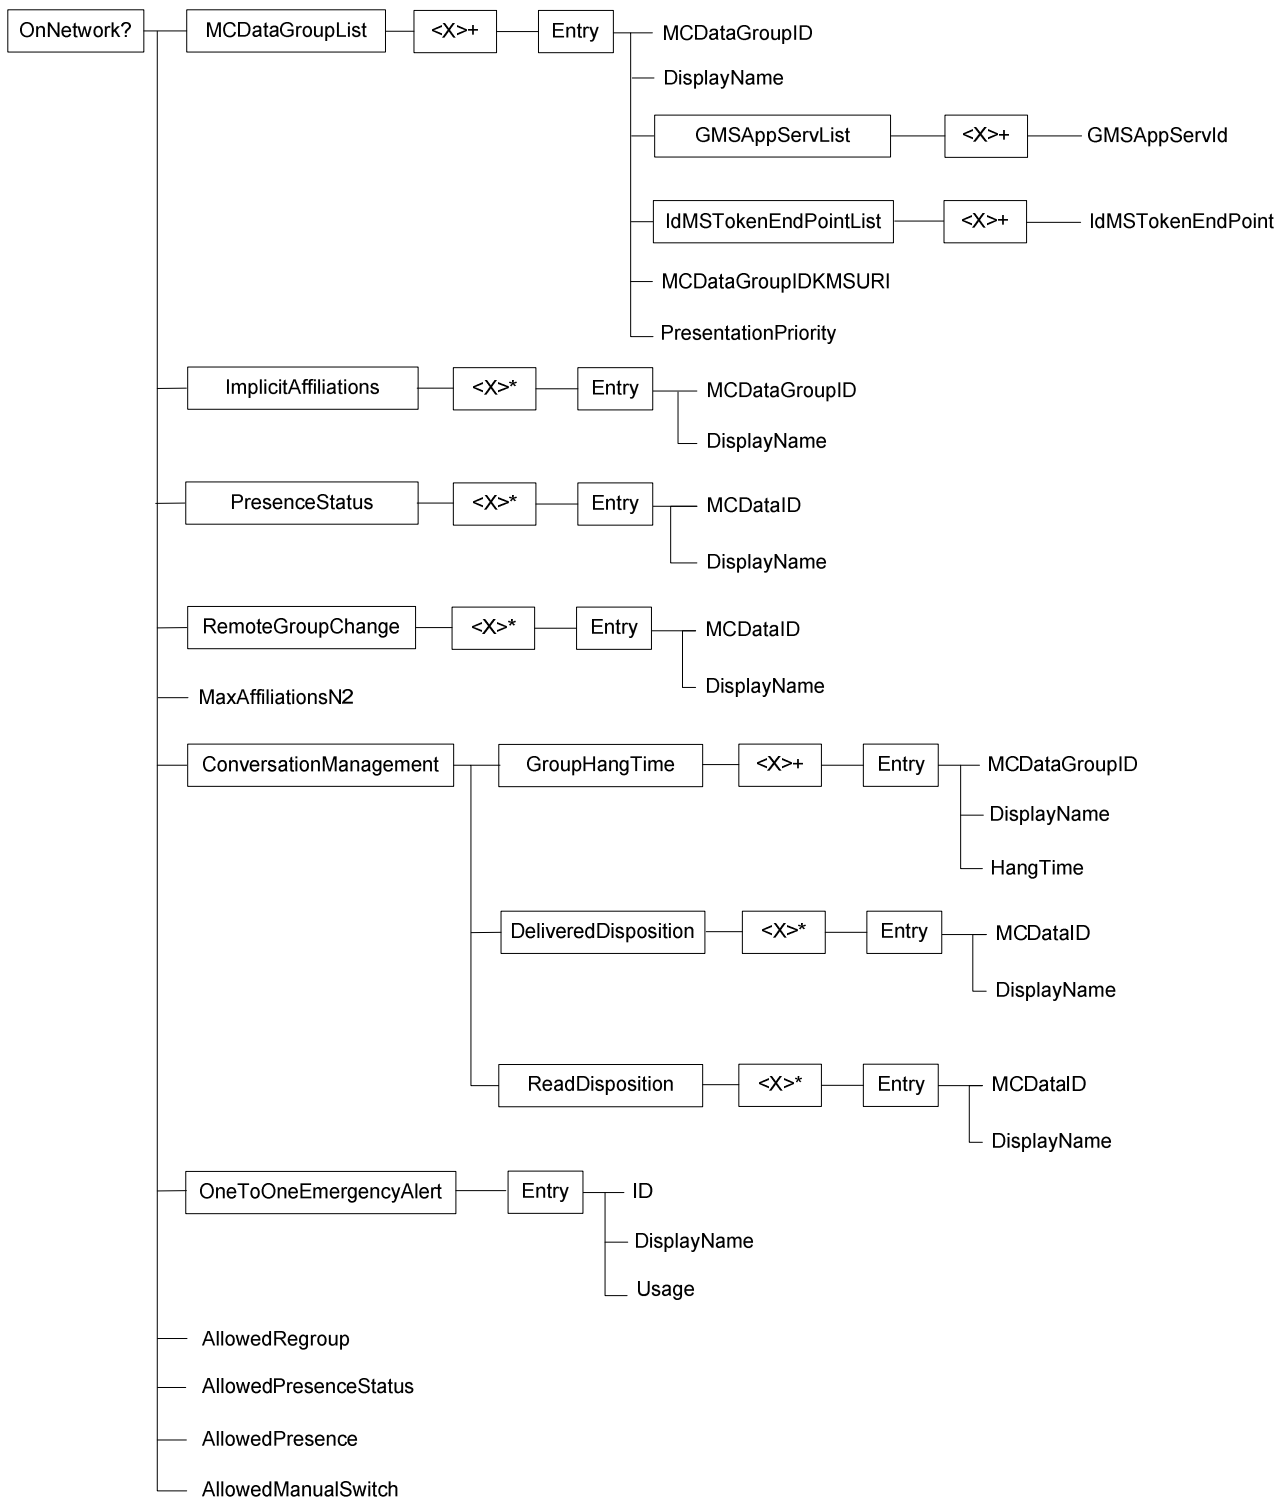 OnNetwork? MCDataGroupList <X>+ Entry MCDataGroupID
DisplayName
GMSAppServList <X>+ GMSAppServId
IdMSTokenEndPointList <X>+ IdMSTokenEndPoint
MCDataGroupIDKMSURI
PresentationPriority
ImplicitAffiliations <X>* Entry MCDataGroupID
DisplayName
PresenceStatus <X>* Entry MCDataID
DisplayName
RemoteGroupChange <X>* Entry MCDataID
DisplayName
MaxAffiliationsN2
ConversationManagement GroupHangTime <X>+ Entry MCDataGroupID
DisplayName
HangTime
DeliveredDisposition <X>* Entry MCDataID
DisplayName
ReadDisposition <X>* Entry MCDataID
DisplayName
OneToOneEmergencyAlert Entry ID
DisplayName
Usage
AllowedRegroup
AllowedPresenceStatus
AllowedPresence
AllowedManualSwitch